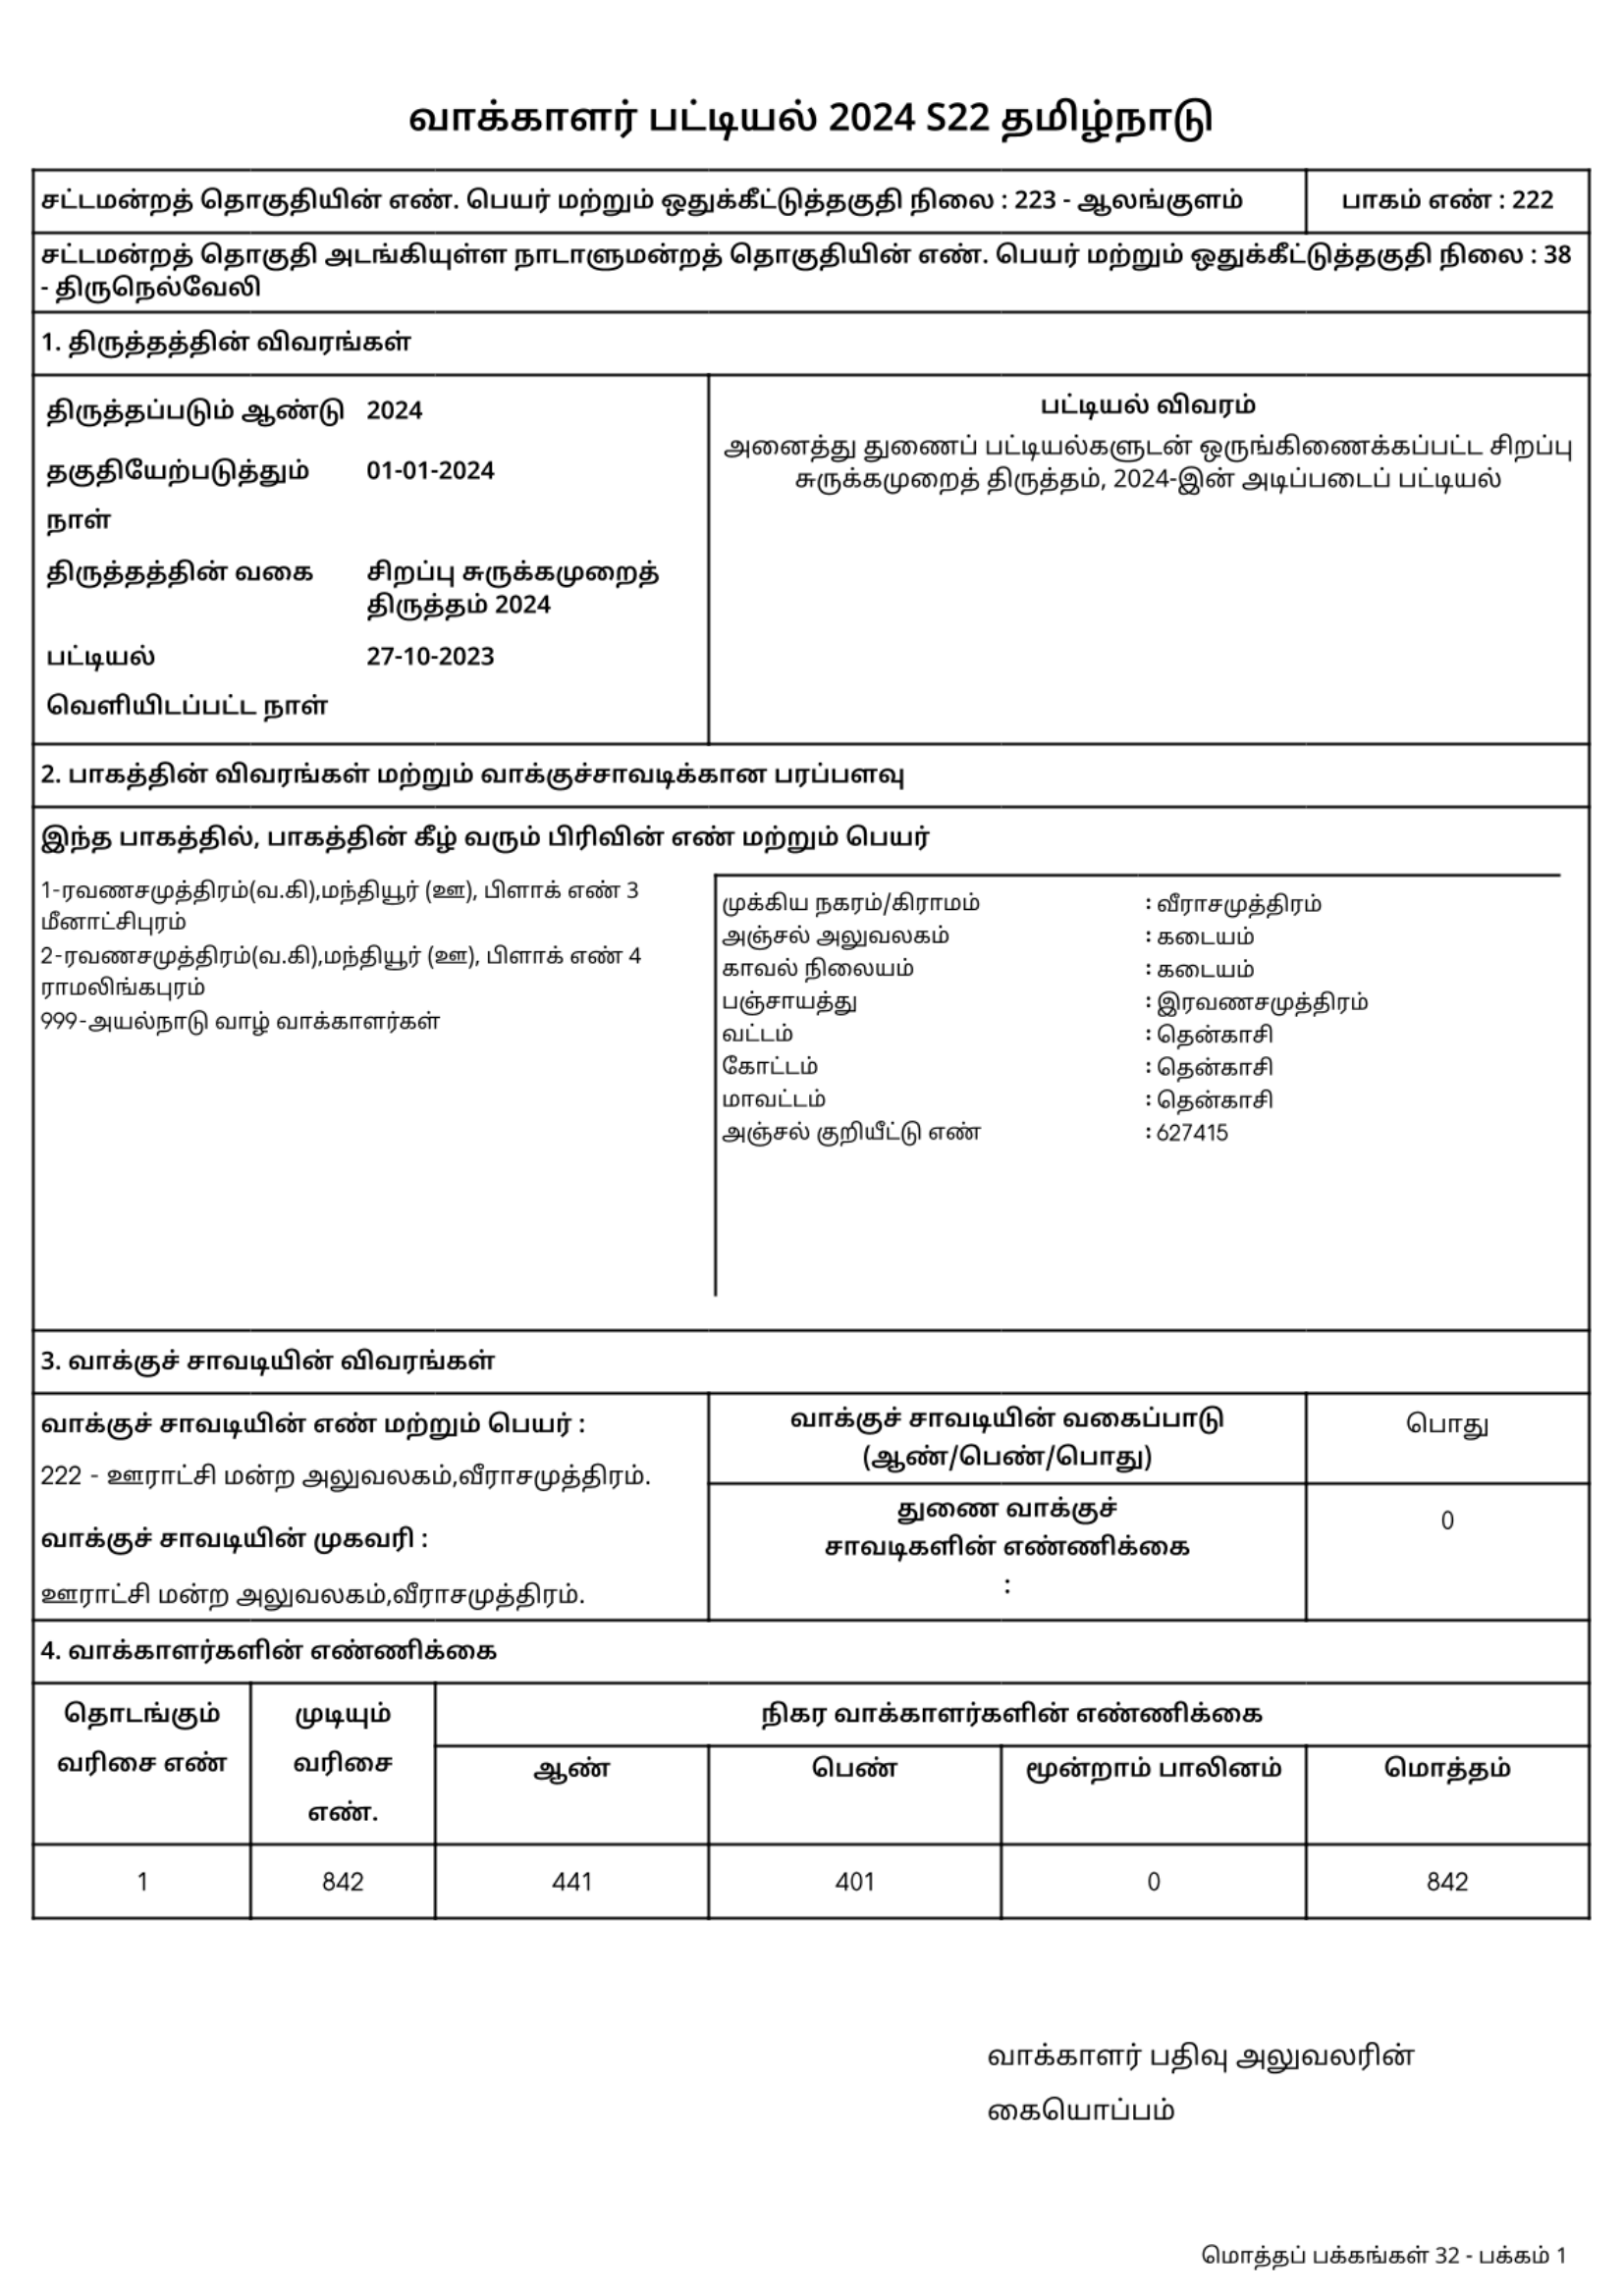 வாக்காளர் பட்டியல் 2024 S22 தமிழ்நாடு
சட்டமன்றத் தொகுதியின் எண். பெயர் மற்றும் ஒதுக்கீட்டுத்தகுதி நிலை : 223 - ஆலங்குளம்
பாகம் எண் : 222
சட்டமன்றத் தொகுதி அடங்கியுள்ள நாடாளுமன்றத் தொகுதியின் எண். பெயர் மற்றும் ஒதுக்கீட்டுத்தகுதி நிலை : 38
- திருநெல்வேலி
1. திருத்தத்தின் விவரங்கள்
திருத்தப்படும் ஆண்டு 2024
தகுதியேற்படுத்தும் 01-01-2024
நாள்
திருத்தத்தின் வகை சிறப்பு சுருக்கமுறைத்
திருத்தம் 2024
பட்டியல் 27-10-2023
வெளியிடப்பட்ட நாள்
பட்டியல் விவரம்
அனைத்து துணைப் பட்டியல்களுடன் ஒருங்கிணைக்கப்பட்ட சிறப்பு
சுருக்கமுறைத் திருத்தம், 2024-இன் அடிப்படைப் பட்டியல்
2. பாகத்தின் விவரங்கள் மற்றும் வாக்குச்சாவடிக்கான பரப்பளவு
இந்த பாகத்தில், பாகத்தின் கீழ் வரும் பிரிவின் எண் மற்றும் பெயர்
1-ரவணசமுத்திரம்(வ.கி),மந்தியூர் (ஊ), பிளாக் எண் 3
மீனாட்சிபுரம்
2-ரவணசமுத்திரம்(வ.கி),மந்தியூர் (ஊ), பிளாக் எண் 4
ராமலிங்கபுரம்
999-அயல்நாடு வாழ் வாக்காளர்கள்
முக்கிய நகரம்/கிராமம் : வீராசமுத்திரம்
அஞ்சல் அலுவலகம் : கடையம்
காவல் நிலையம் : கடையம்
பஞ்சாயத்து : இரவணசமுத்திரம்
வட்டம் : தென்காசி
கோட்டம் : தென்காசி
மாவட்டம் : தென்காசி
அஞ்சல் குறியீட்டு எண் : 627415
3. வாக்குச் சாவடியின் விவரங்கள்
வாக்குச் சாவடியின் எண் மற்றும் பெயர் :
222 - ஊராட்சி மன்ற அலுவலகம்,வீராசமுத்திரம்.
வாக்குச் சாவடியின் முகவரி :
ஊராட்சி மன்ற அலுவலகம்,வீராசமுத்திரம்.
வாக்குச் சாவடியின் வகைப்பாடு பொது
(ஆண்/பெண்/பொது)
துணை வாக்குச் 0
சாவடிகளின் எண்ணிக்கை
:
4. வாக்காளர்களின் எண்ணிக்கை
தொடங்கும்
வரிசை எண்
முடியும்
வரிசை
எண்.
நிகர வாக்காளர்களின் எண்ணிக்கை
ஆண் பெண் மூன்றாம் பாலினம் மொத்தம்
1 842 441 401 0 842
வாக்காளர் பதிவு அலுவலரின்
கையொப்பம்
மொத்தப் பக்கங்கள் 32 - பக்கம் 1